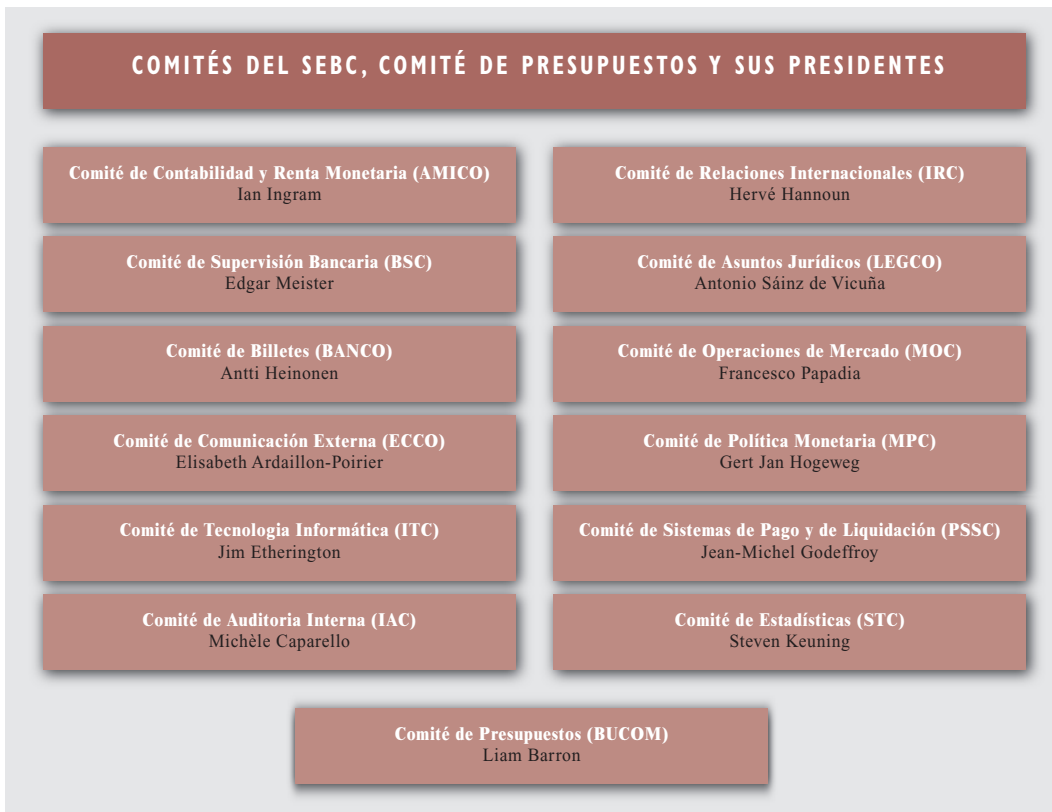 COMITÉS DEL SEBC, COMITÉ DE PRESUPUESTOS Y SUS PRESIDENTES
Comité de Contabilidad y Renta Monetaria (AMICO)
Ian Ingram
Comité de Supervisión Bancaria (BSC)
Edgar Meister
Comité de Billetes (BANCO)
Antti Heinonen
Comité de Comunicación Externa (ECCO)
Elisabeth Ardaillon-Poirier
Comité de Tecnologia Informática (ITC)
Jim Etherington
Comité de Auditoria Interna (IAC)
Michèle Caparello
Comité de Relaciones Internacionales (IRC)
Hervé Hannoun
Comité de Asuntos Jurídicos (LEGCO)
Antonio Sáinz de Vicuña
Comité de Operaciones de Mercado (MOC)
Francesco Papadia
Comité de Política Monetaria (MPC)
Gert Jan Hogeweg
Comité de Sistemas de Pago y de Liquidación (PSSC)
Jean-Michel Godeffroy
Comité de Estadísticas (STC)
Steven Keuning
Comité de Presupuestos (BUCOM)
Liam Barron